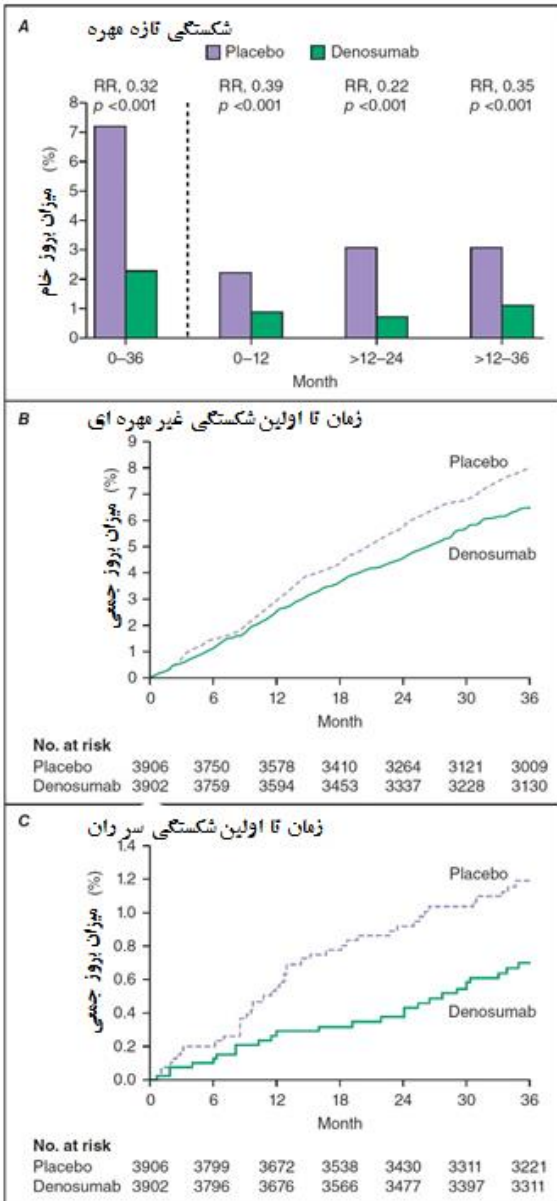 A شکستگی تازه مهره
Placebo Denosumab
RR, 0.32 RR, 0.39 RR, 0.22 RR, 0.35
p <0.001 p <0.001 p <0.001 p <0.001
میزان بروز خام (%)
8
7
6
5
4
3
2
1
0
0–36 0–12 >12–24 >12–36
Month
B زمان تا اولین شکستگی غیر مهره ای
میزان بروز جمعی (%)
9
8
7
6
5
4
3
2
1
0
Placebo
Denosumab
0 6 12 18 24 30 36
Month
No. at risk
Placebo 3906 3750 3578 3410 3264 3121 3009
Denosumab 3902 3759 3594 3453 3337 3228 3130
C زمان تا اولین شکستگی سر ران
میزان بروز جمعی (%)
1.4
1.2
1.0
0.8
0.6
0.4
0.2
0.0
Placebo
Denosumab
0 6 12 18 24 30 36
Month
No. at risk
Placebo 3906 3799 3672 3538 3430 3311 3221
Denosumab 3902 3796 3676 3566 3477 3397 3311